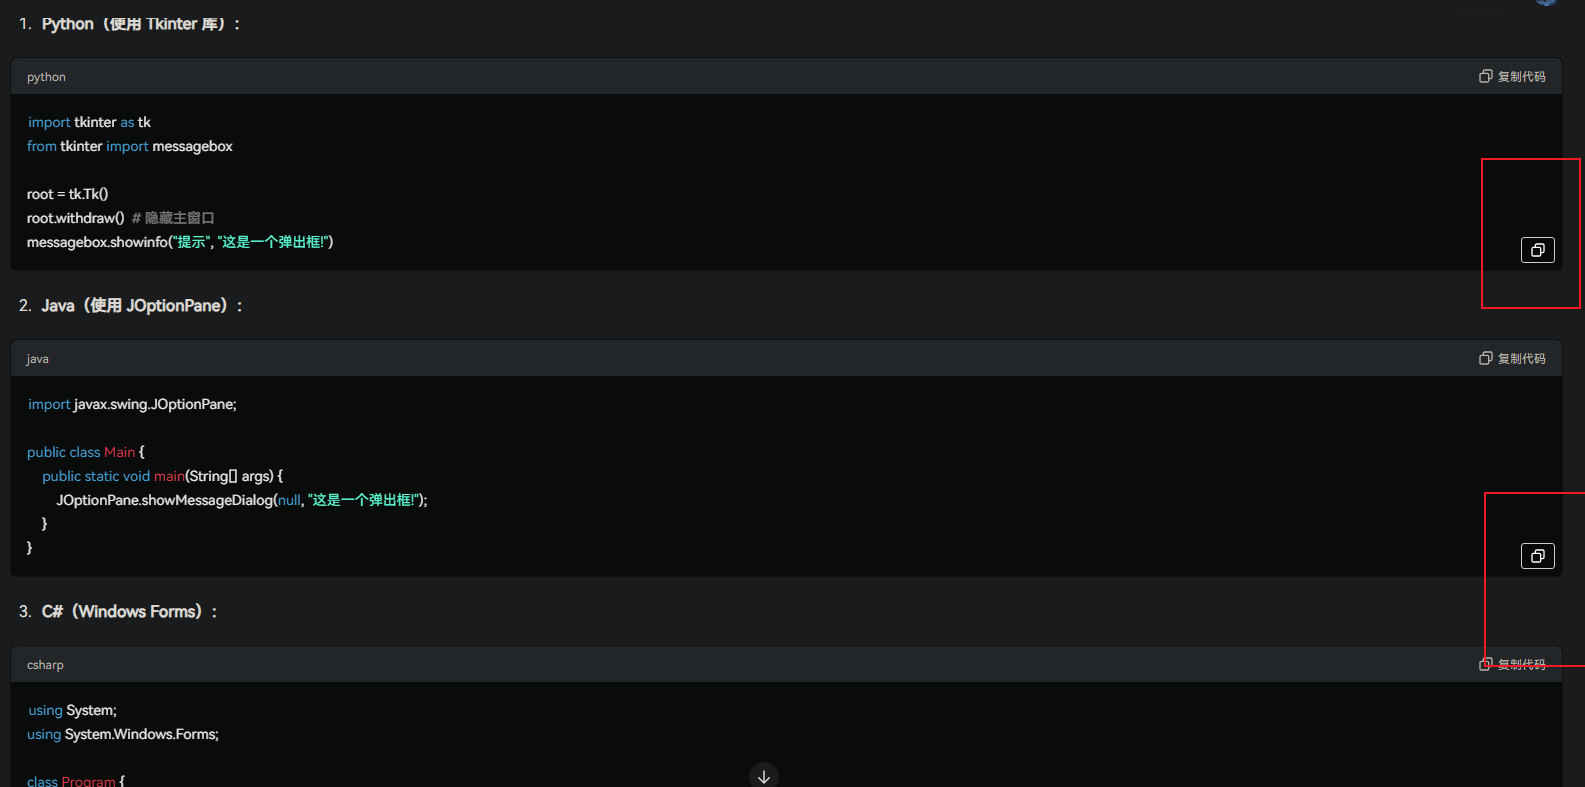 1. Python（使用 Tkinter 库）：
python
复制代码
import tkinter as tk
from tkinter import messagebox
root = tk.Tk()
root.withdraw()  # 隐藏主窗口
messagebox.showinfo("提示", "这是一个弹出框!")
2. Java（使用 JOptionPane）：
java
复制代码
import javax.swing.JOptionPane;
public class Main {
    public static void main(String[] args) {
        JOptionPane.showMessageDialog(null, "这是一个弹出框!");
    }
}
3. C#（Windows Forms）：
csharp
复制代码
using System;
using System.Windows.Forms;
class Program {